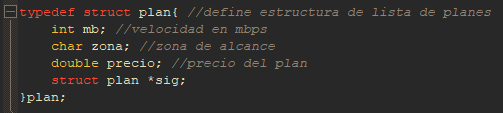 typedef struct plan{ //define estructura de lista de planes
int mb; //velocidad en mbps
char zona; //zona de alcance
double precio; //precio del plan
struct plan *sig;
}plan;